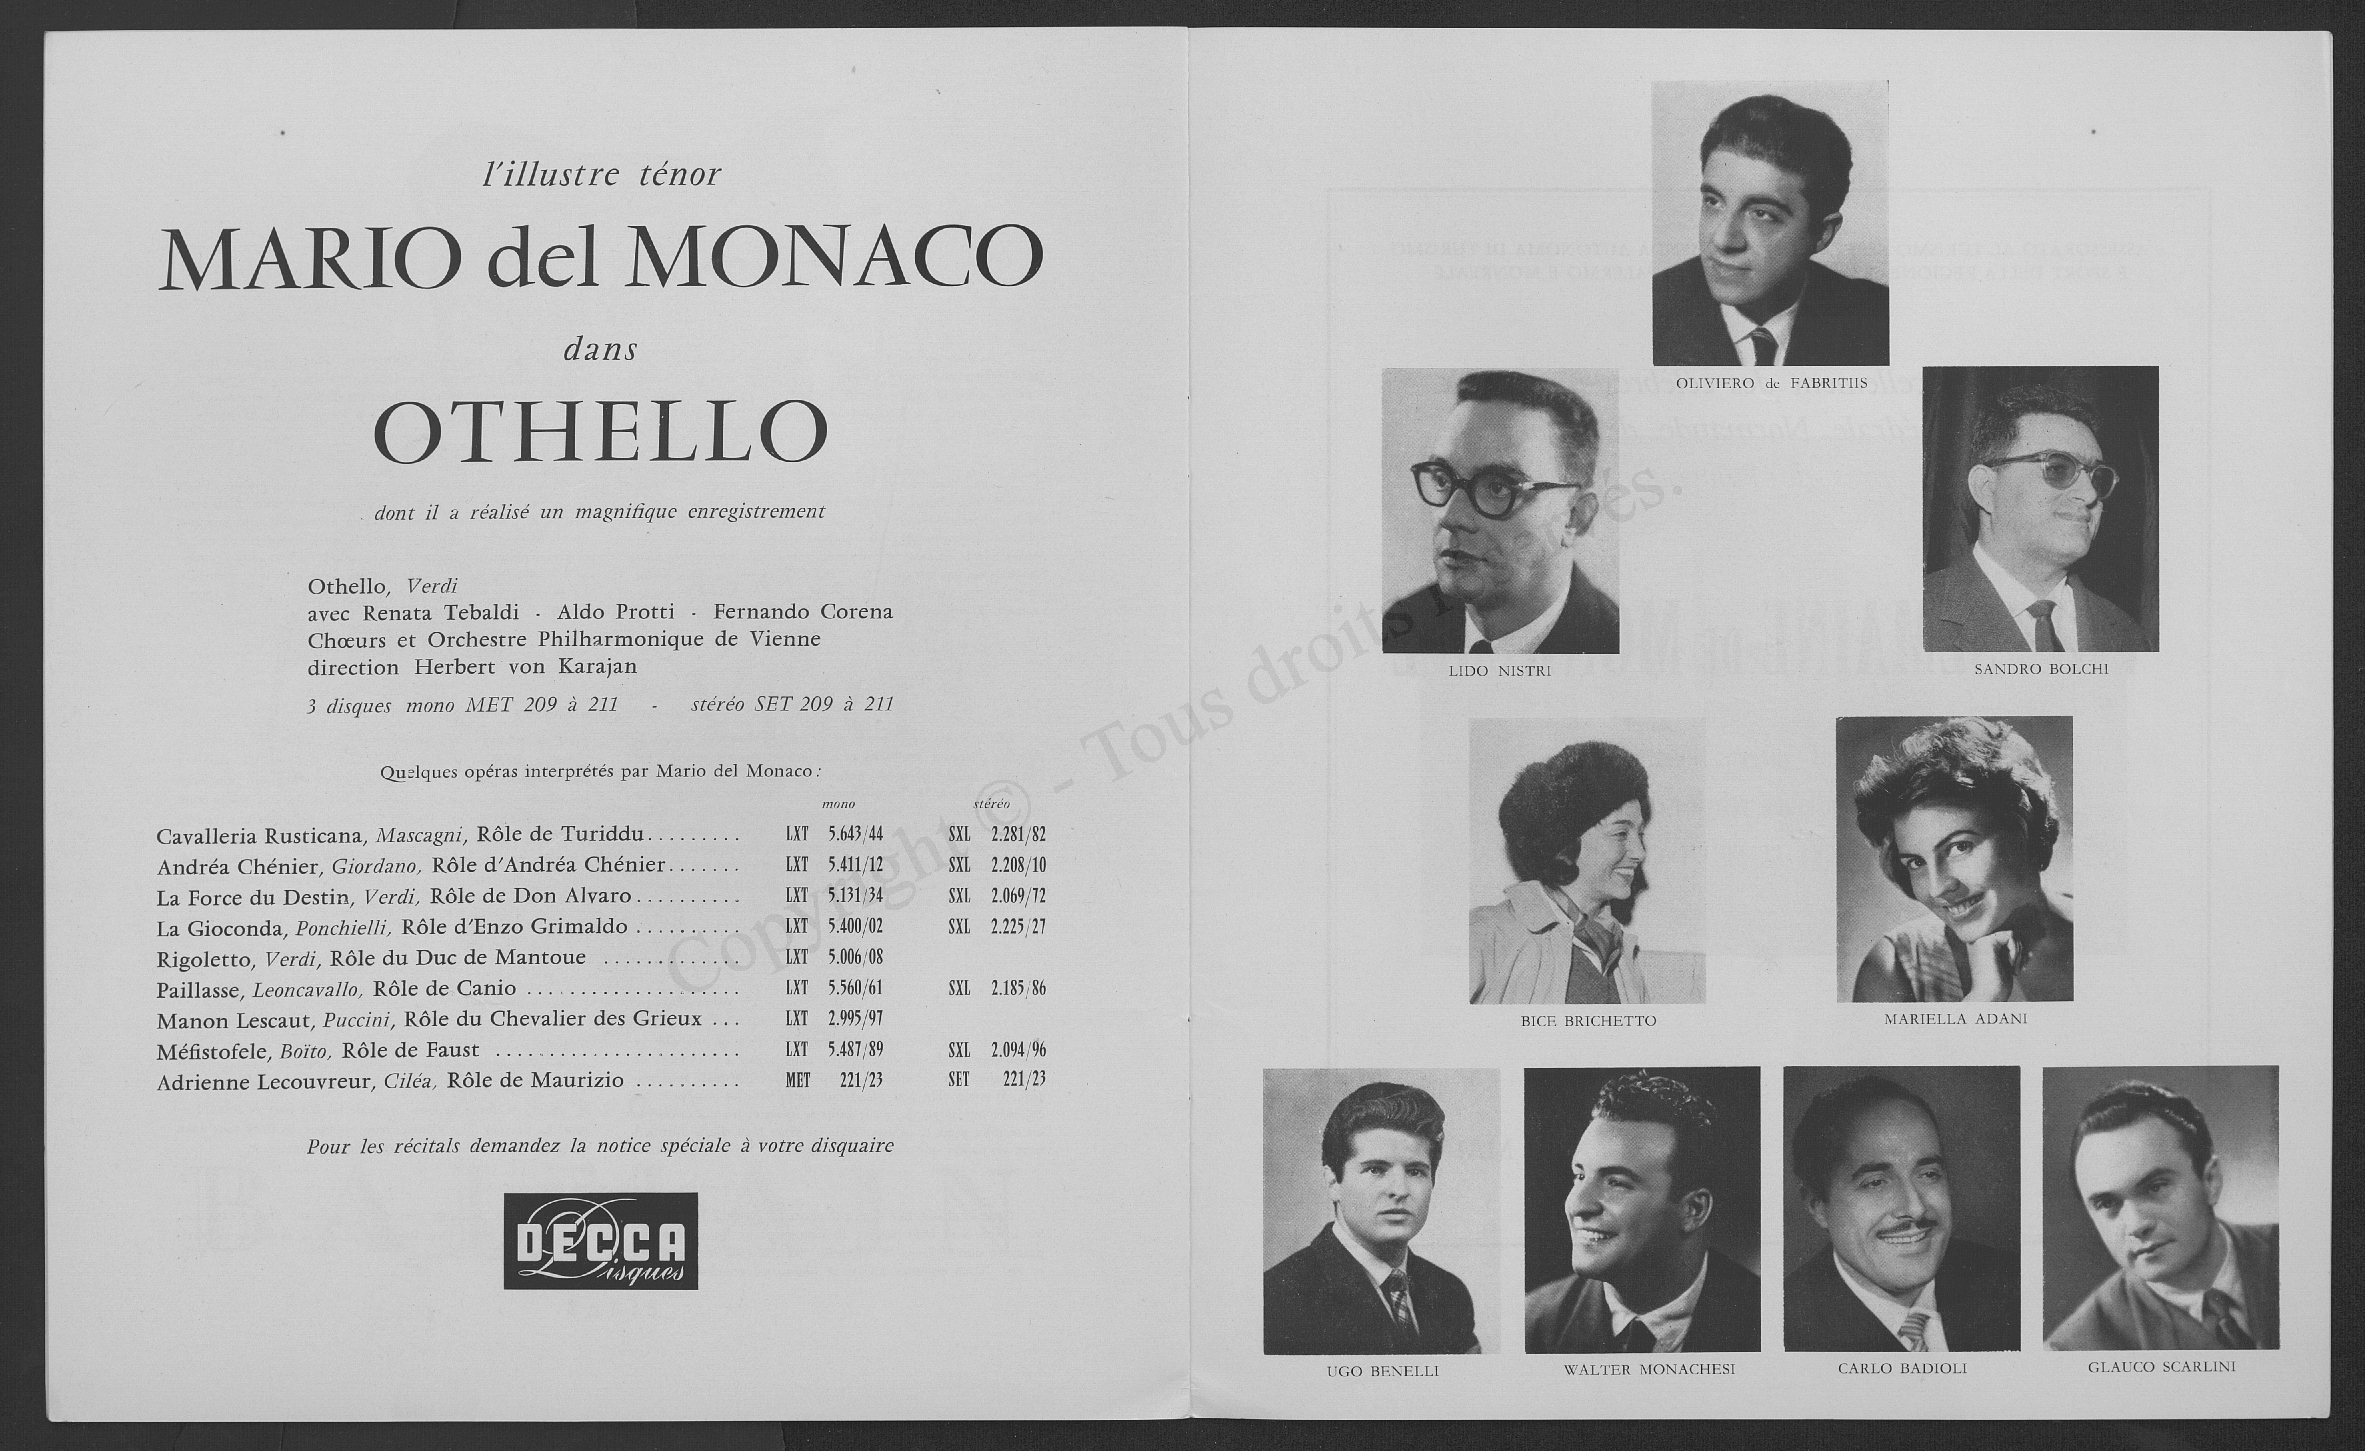 l'illustre ténor
MARIO del MONACO
dans
OTHELLO
dont il a réalisé un magnifique enregistrement
Othello, Verdi
avec Renata Tebaldi - Aldo Protti - Fernando Corena
Chœurs et Orchestre Philharmonique de Vienne
direction Herbert von Karajan
3 disques mono MET 209 à 211 - stéréo SET 209 à 211
Quelques opéras interprétés par Mario del Monaco :
mono stéréo
Cavalleria Rusticana, Mascagni, Rôle de Turiddu......... LXT 5.643/44 SXL 2.281/82
Andréa Chénier, Giordano, Rôle d'Andréa Chénier....... LXT 5.411/12 SXL 2.208/10
La Force du Destin, Verdi, Rôle de Don Alvaro.......... LXT 5.131/34 SXL 2.069/72
La Gioconda, Ponchielli, Rôle d'Enzo Grimaldo .......... LXT 5.400/02 SXL 2.225/27
Rigoletto, Verdi, Rôle du Duc de Mantoue ............. LXT 5.006/08
Paillasse, Leoncavallo, Rôle de Canio .................... LXT 5.560/61 SXL 2.185/86
Manon Lescaut, Puccini, Rôle du Chevalier des Grieux ... LXT 2.995/97
Méfistofele, Boïto, Rôle de Faust ....................... LXT 5.487/89 SXL 2.094/96
Adrienne Lecouvreur, Ciléa, Rôle de Maurizio .......... MET 221/23 SET 221/23
Pour les récitals demandez la notice spéciale à votre disquaire
DECCA
Disques
OLIVIERO de FABRITIIS
LIDO NISTRI
SANDRO BOLCHI
BICE BRICHETTO
MARIELLA ADANI
UGO BENELLI
WALTER MONACHESI
CARLO BADIOLI
GLAUCO SCARLINI
Copyright © - Tous droits réservés.